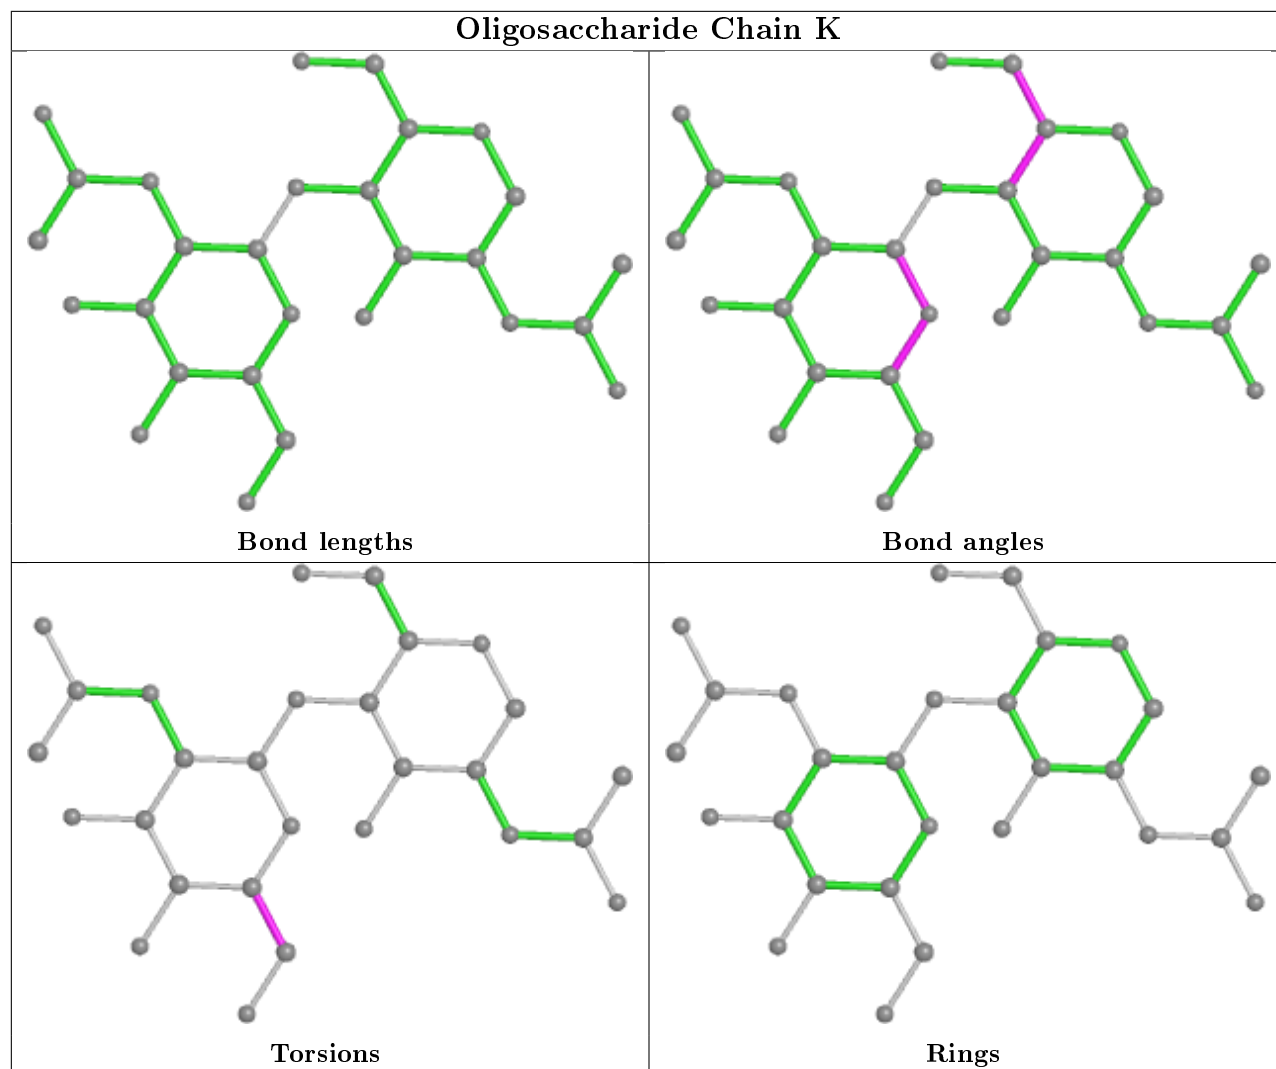 Oligosaccharide Chain K
Bond lengths
Bond angles
Torsions
Rings